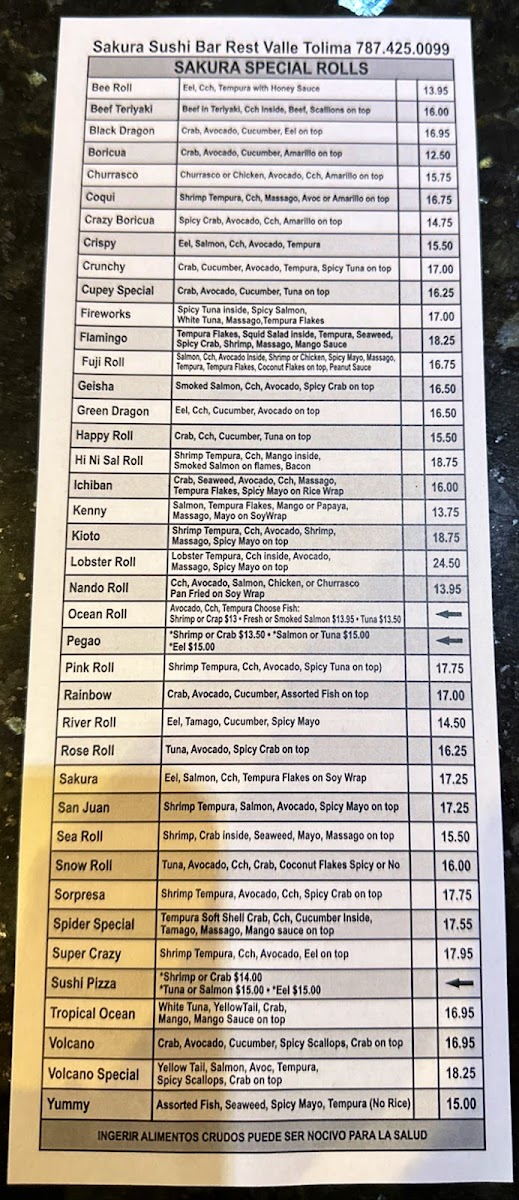 Sakura Sushi Bar Rest Valle Tolima 787.425.0099
SAKURA SPECIAL ROLLS
Bee Roll Eel, Cch, Tempura with Honey Sauce 13.95
Beef Teriyaki Beef in Teriyaki, Cch Inside, Beef, Scallions on top 16.00
Black Dragon Crab, Avocado, Cucumber, Eel on top 16.95
Boricua Crab, Avocado, Cucumber, Amarillo on top 12.50
Churrasco Churrasco or Chicken, Avocado, Cch, Amarillo on top 15.75
Coqui Shrimp Tempura, Cch, Massago, Avoc or Amarillo on top 16.75
Crazy Boricua Spicy Crab, Avocado, Cch, Amarillo on top 14.75
Crispy Eel, Salmon, Cch, Avocado, Tempura 15.50
Crunchy Crab, Cucumber, Avocado, Tempura, Spicy Tuna on top 17.00
Cupey Special Crab, Avocado, Cucumber, Tuna on top 16.25
Fireworks Spicy Tuna inside, Spicy Salmon, 17.00
White Tuna, Massago,Tempura Flakes
Flamingo Tempura Flakes, Squid Salad inside, Tempura, Seaweed, 18.25
Spicy Crab, Shrimp, Massago, Mango Sauce
Fuji Roll Salmon, Cch, Avocado Inside, Shrimp or Chicken, Spicy Mayo, Massago, 16.75
Tempura, Tempura Flakes, Coconut Flakes on top, Peanut Sauce
Geisha Smoked Salmon, Cch, Avocado, Spicy Crab on top 16.50
Green Dragon Eel, Cch, Cucumber, Avocado on top 16.50
Happy Roll Crab, Cch, Cucumber, Tuna on top 15.50
Hi Ni Sal Roll Shrimp Tempura, Cch, Mango inside, 18.75
Smoked Salmon on flames, Bacon
Ichiban Crab, Seaweed, Avocado, Cch, Massago, 16.00
Tempura Flakes, Spicy Mayo on Rice Wrap
Kenny Salmon, Tempura Flakes, Mango or Papaya, 13.75
Massago, Mayo on SoyWrap
Kioto Shrimp Tempura, Cch, Avocado, Shrimp, 18.75
Massago, Spicy Mayo on top
Lobster Roll Lobster Tempura, Cch inside, Avocado, 24.50
Massago, Spicy Mayo on top
Nando Roll Cch, Avocado, Salmon, Chicken, or Churrasco 13.95
Pan Fried on Soy Wrap
Ocean Roll Avocado, Cch, Tempura Choose Fish:
Shrimp or Crap $13 • Fresh or Smoked Salmon $13.95 • Tuna $13.50
Pegao *Shrimp or Crab $13.50 • *Salmon or Tuna $15.00
*Eel $15.00
Pink Roll Shrimp Tempura, Cch, Avocado, Spicy Tuna on top) 17.75
Rainbow Crab, Avocado, Cucumber, Assorted Fish on top 17.00
River Roll Eel, Tamago, Cucumber, Spicy Mayo 14.50
Rose Roll Tuna, Avocado, Spicy Crab on top 16.25
Sakura Eel, Salmon, Cch, Tempura Flakes on Soy Wrap 17.25
San Juan Shrimp Tempura, Salmon, Avocado, Spicy Mayo on top 17.25
Sea Roll Shrimp, Crab inside, Seaweed, Mayo, Massago on top 15.50
Snow Roll Tuna, Avocado, Cch, Crab, Coconut Flakes Spicy or No 16.00
Sorpresa Shrimp Tempura, Avocado, Cch, Spicy Crab on top 17.75
Spider Special Tempura Soft Shell Crab, Cch, Cucumber Inside, 17.55
Tamago, Massago, Mango sauce on top
Super Crazy Shrimp Tempura, Cch, Avocado, Eel on top 17.95
Sushi Pizza *Shrimp or Crab $14.00
*Tuna or Salmon $15.00 • *Eel $15.00
Tropical Ocean White Tuna, YellowTail, Crab, 16.95
Mango, Mango Sauce on top
Volcano Crab, Avocado, Cucumber, Spicy Scallops, Crab on top 16.95
Volcano Special Yellow Tail, Salmon, Avoc, Tempura, 18.25
Spicy Scallops, Crab on top
Yummy Assorted Fish, Seaweed, Spicy Mayo, Tempura (No Rice) 15.00
INGERIR ALIMENTOS CRUDOS PUEDE SER NOCIVO PARA LA SALUD